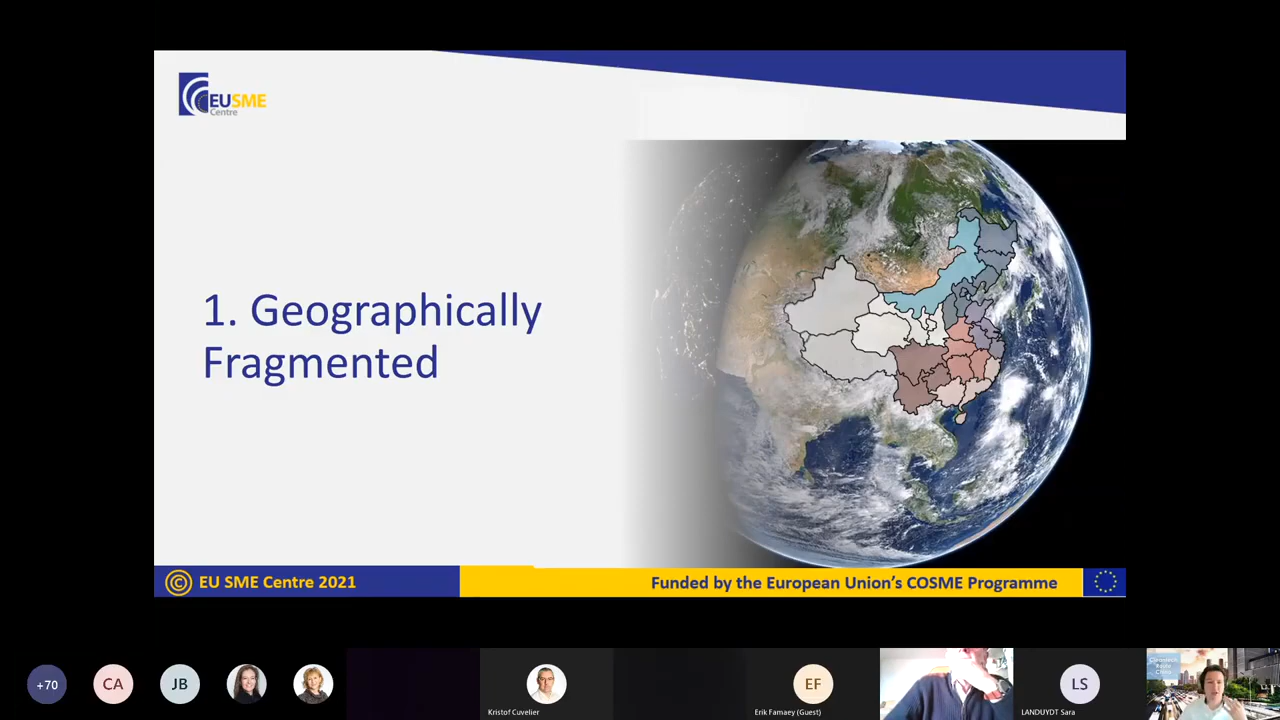 EUSME
Centre
1. Geographically
Fragmented
© EU SME Centre 2021
Funded by the European Union's COSME Programme
+70
CA
JB
Kristof Cuvelier
EF
Erik Famaey (Guest)
LS
LANDUYDT Sara